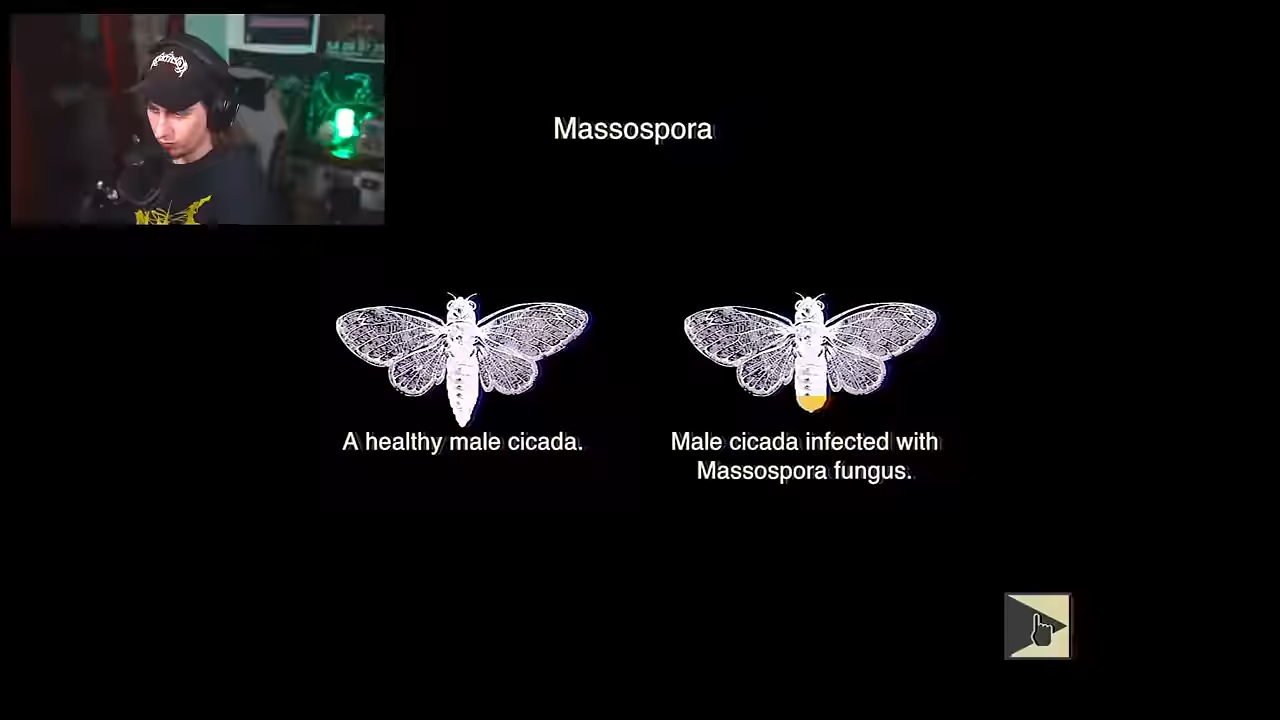 Massospora
A healthy male cicada.
Male cicada infected with
Massospora fungus.